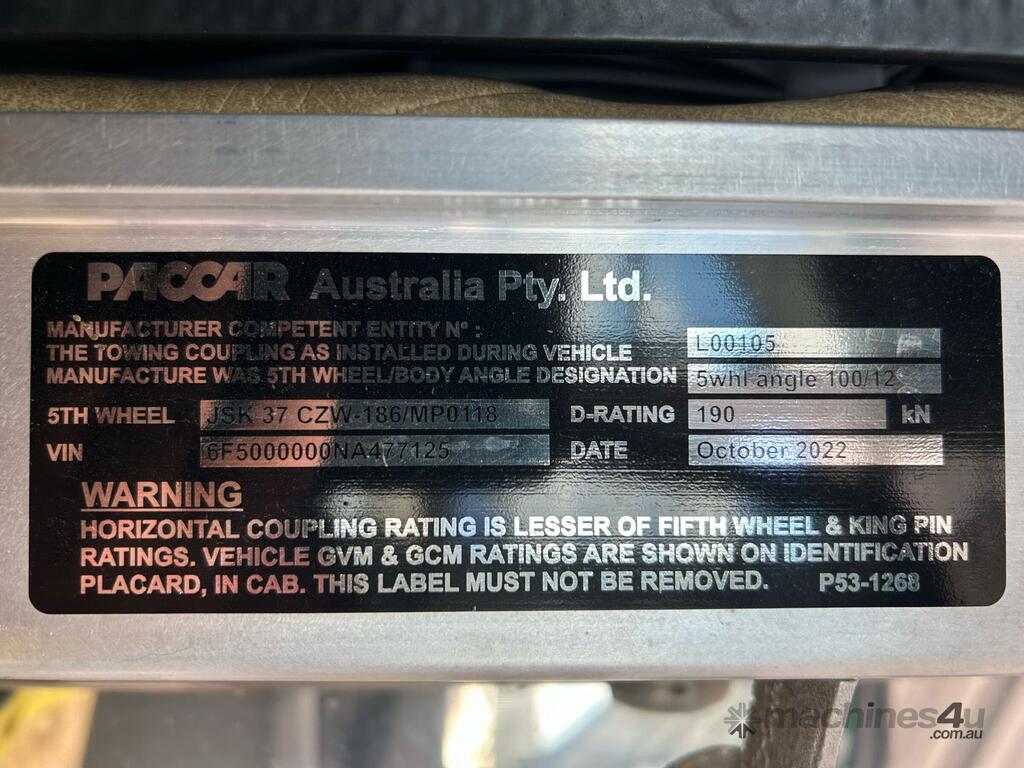 PACCAR Australia Pty. Ltd.
MANUFACTURER COMPETENT ENTITY Nº :
THE TOWING COUPLING AS INSTALLED DURING VEHICLE L00105
MANUFACTURE WAS 5TH WHEEL/BODY ANGLE DESIGNATION 5whl angle 100/12
5TH WHEEL JSK 37 CZW-186/MP0118 D-RATING 190 kN
VIN 6F5000000NA477125 DATE October 2022
WARNING
HORIZONTAL COUPLING RATING IS LESSER OF FIFTH WHEEL & KING PIN
RATINGS. VEHICLE GVM & GCM RATINGS ARE SHOWN ON IDENTIFICATION
PLACARD, IN CAB. THIS LABEL MUST NOT BE REMOVED. P53-1268
machines4u
.com.au